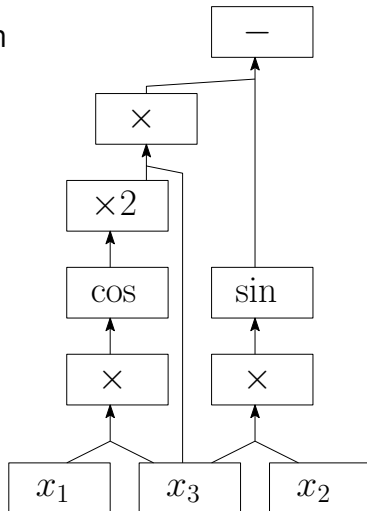 n
−
×
×2
cos sin
× ×
x₁ x₃ x₂